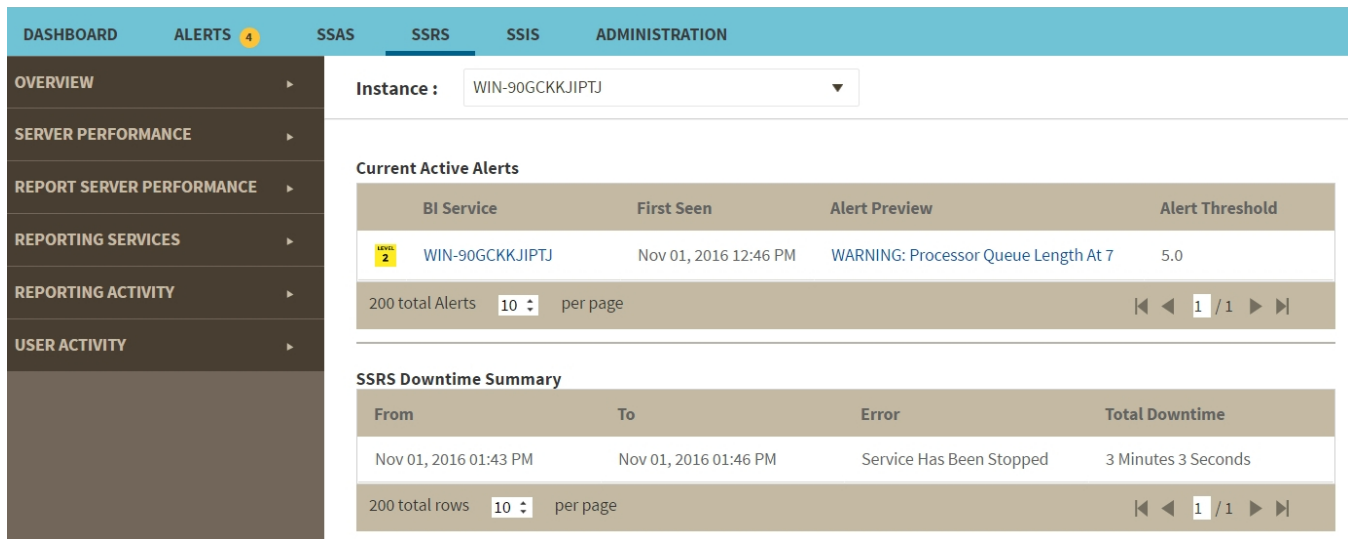 DASHBOARD ALERTS 4 SSAS SSRS SSIS ADMINISTRATION
OVERVIEW
SERVER PERFORMANCE
REPORT SERVER PERFORMANCE
REPORTING SERVICES
REPORTING ACTIVITY
USER ACTIVITY
Instance : WIN-90GCKKJIPTJ
Current Active Alerts
BI Service First Seen Alert Preview Alert Threshold
LEVEL
2 WIN-90GCKKJIPTJ Nov 01, 2016 12:46 PM WARNING: Processor Queue Length At 7 5.0
200 total Alerts 10 per page 1 / 1
SSRS Downtime Summary
From To Error Total Downtime
Nov 01, 2016 01:43 PM Nov 01, 2016 01:46 PM Service Has Been Stopped 3 Minutes 3 Seconds
200 total rows 10 per page 1 / 1